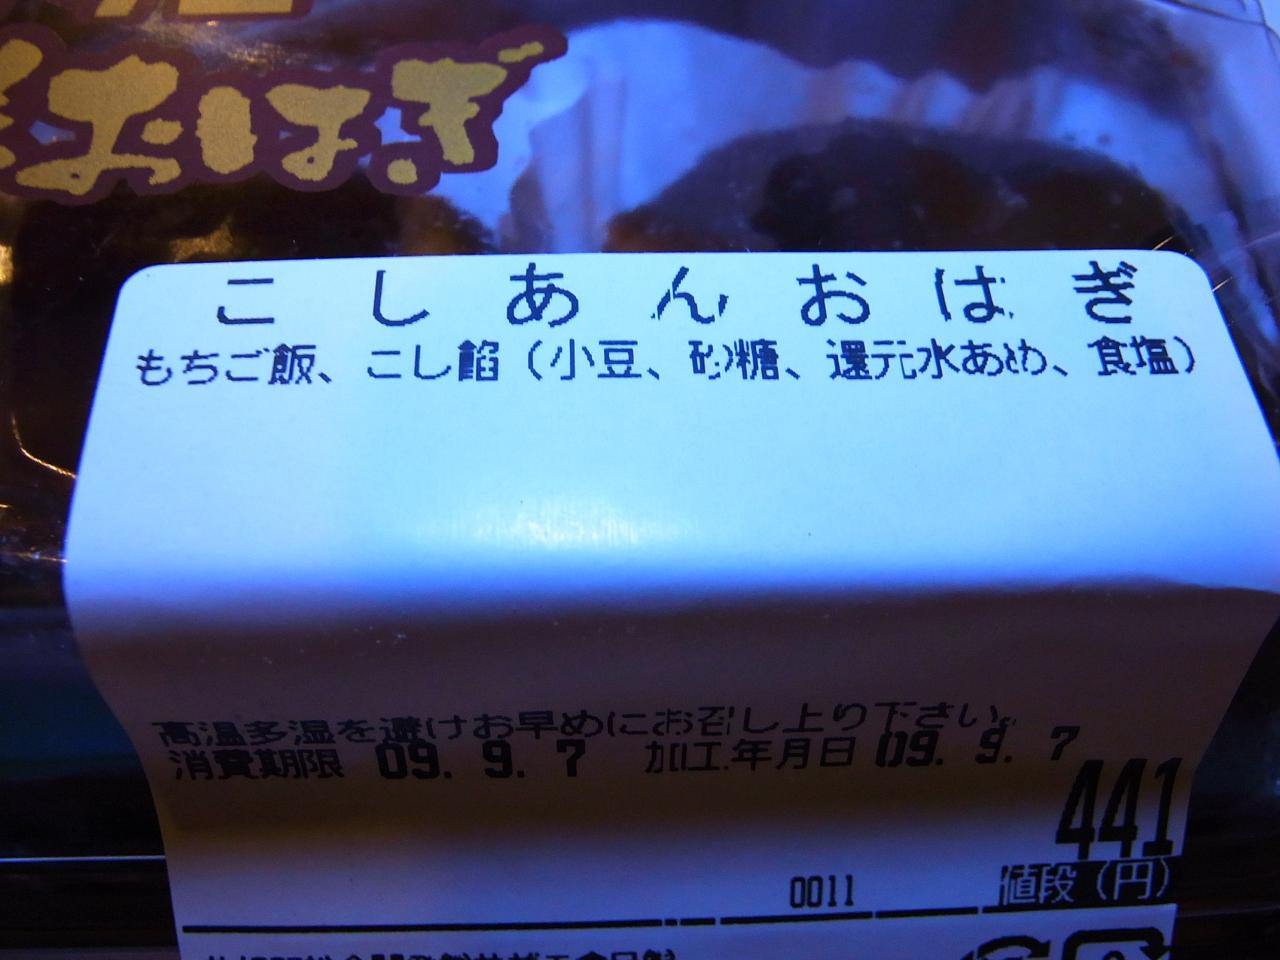 おはぎ
こしあんおはぎ
もちご飯、こし餡（小豆、砂糖、還元水あめ、食塩）
高温多湿を避けお早めにお召し上り下さい。
消費期限 09. 9. 7 加工年月日 09. 9. 7
441
0011 値段（円）